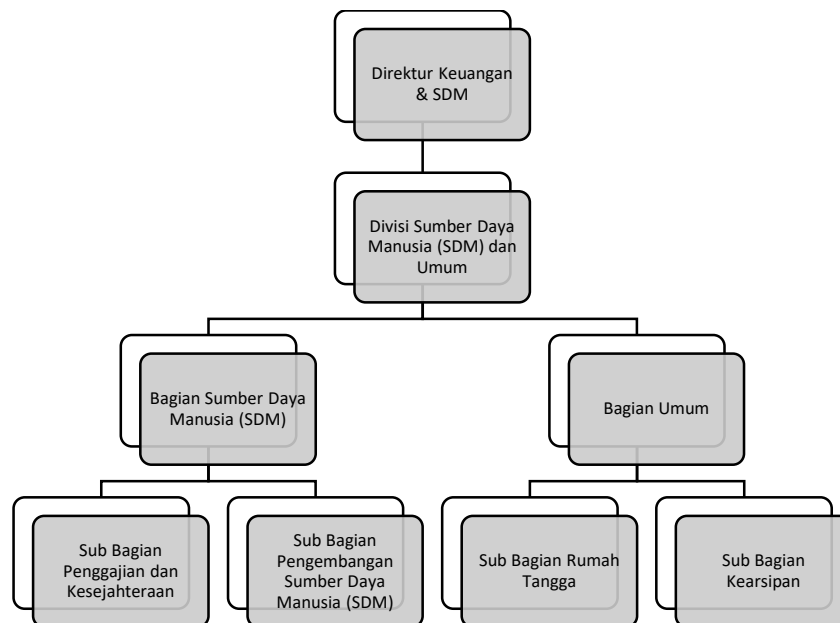 Direktur Keuangan
& SDM
Divisi Sumber Daya
Manusia (SDM) dan
Umum
Bagian Sumber Daya
Manusia (SDM)
Bagian Umum
Sub Bagian
Penggajian dan
Kesejahteraan
Sub Bagian
Pengembangan
Sumber Daya
Manusia (SDM)
Sub Bagian Rumah
Tangga
Sub Bagian
Kearsipan